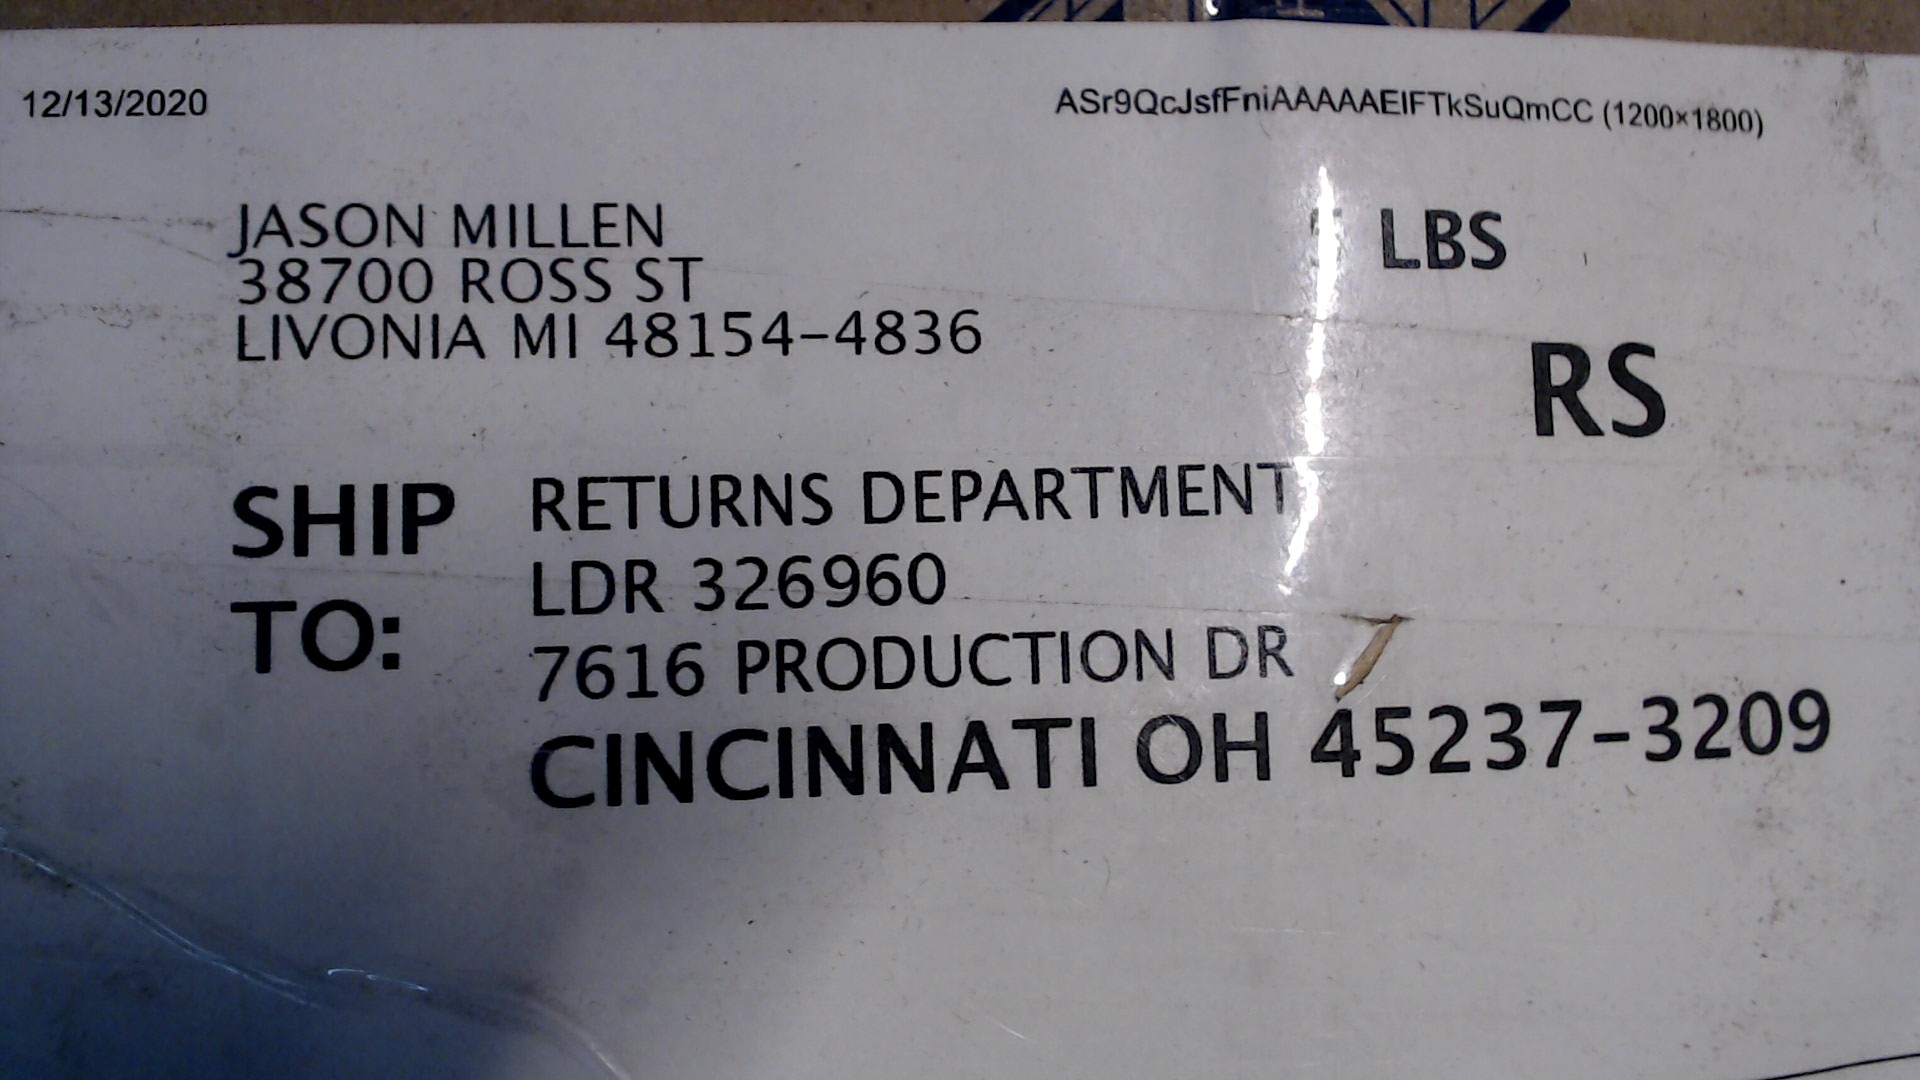 12/13/2020
ASr9QcJsfFniAAAAAEIFTkSuQmCC (1200×1800)
JASON MILLEN
38700 ROSS ST
LIVONIA MI 48154-4836
LBS
RS
SHIP TO:
RETURNS DEPARTMENT
LDR 326960
7616 PRODUCTION DR
CINCINNATI OH 45237-3209